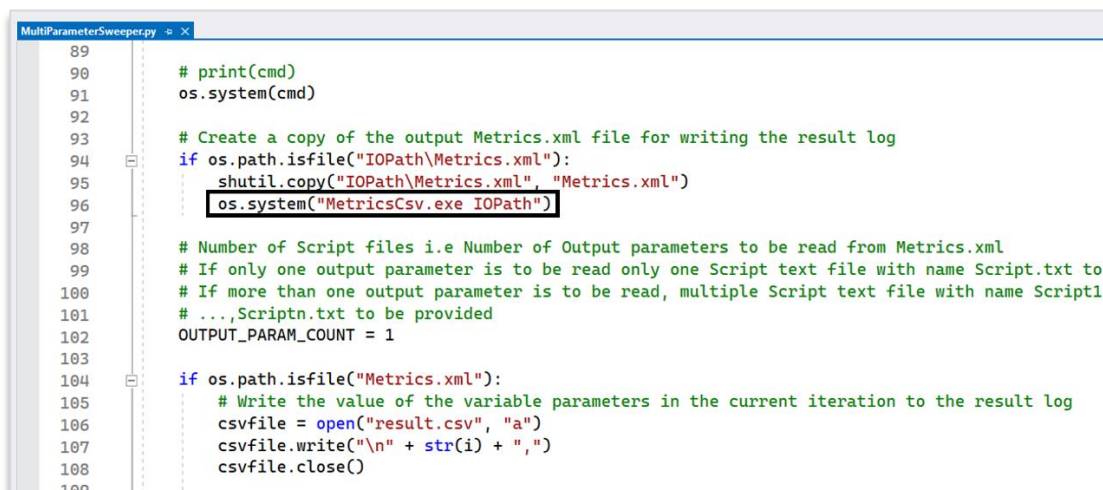 MultiParameterSweeper.py
89
90 # print(cmd)
91 os.system(cmd)
92
93 # Create a copy of the output Metrics.xml file for writing the result log
94 if os.path.isfile("IOPath\Metrics.xml"):
95 shutil.copy("IOPath\Metrics.xml", "Metrics.xml")
96 os.system("MetricsCsv.exe IOPath")
97
98 # Number of Script files i.e Number of Output parameters to be read from Metrics.xml
99 # If only one output parameter is to be read only one Script text file with name Script.txt to
100 # If more than one output parameter is to be read, multiple Script text file with name Script1
101 # ...,Scriptn.txt to be provided
102 OUTPUT_PARAM_COUNT = 1
103
104 if os.path.isfile("Metrics.xml"):
105 # Write the value of the variable parameters in the current iteration to the result log
106 csvfile = open("result.csv", "a")
107 csvfile.write("\n" + str(i) + ",")
108 csvfile.close()